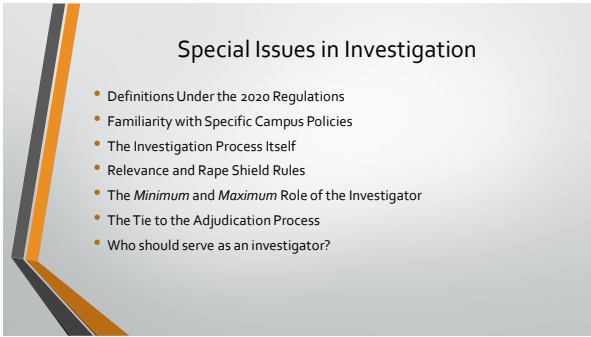 Special Issues in Investigation
• Definitions Under the 2020 Regulations
• Familiarity with Specific Campus Policies
• The Investigation Process Itself
• Relevance and Rape Shield Rules
• The Minimum and Maximum Role of the Investigator
• The Tie to the Adjudication Process
• Who should serve as an investigator?